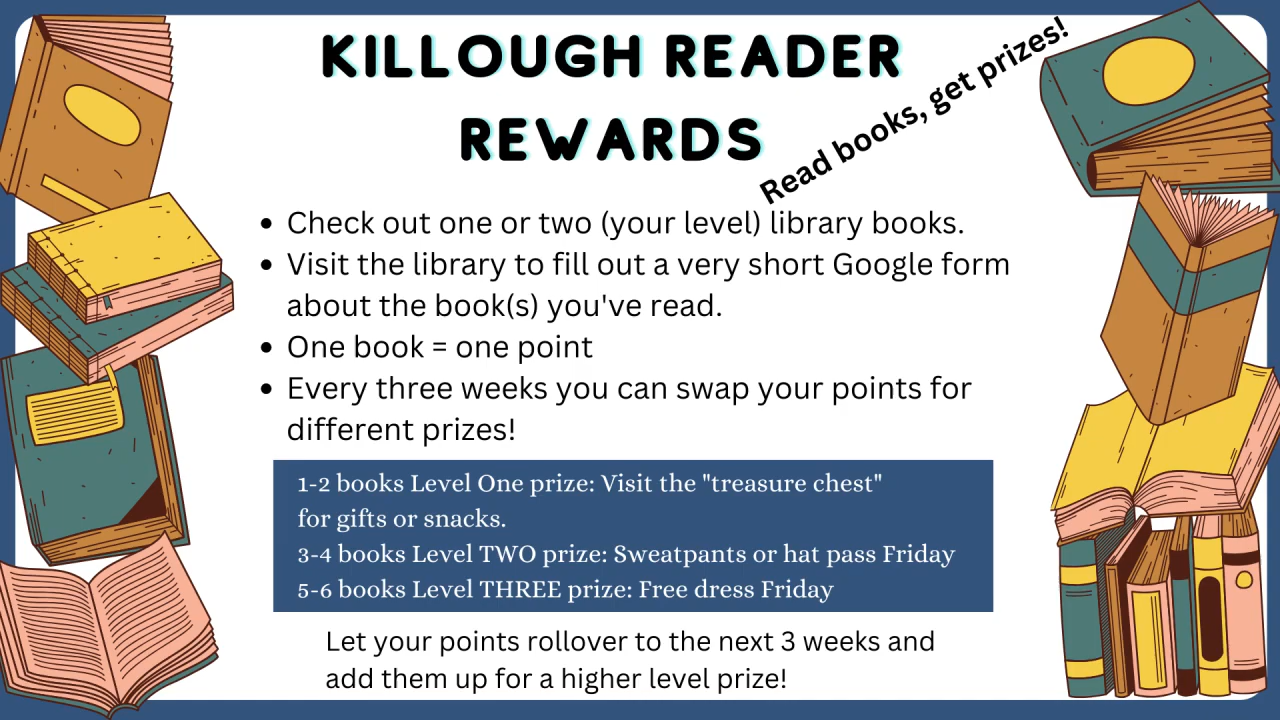 KILLOUGH READER
REWARDS
Read books, get prizes!
• Check out one or two (your level) library books.
• Visit the library to fill out a very short Google form
about the book(s) you've read.
• One book = one point
• Every three weeks you can swap your points for
different prizes!
1-2 books Level One prize: Visit the "treasure chest"
for gifts or snacks.
3-4 books Level TWO prize: Sweatpants or hat pass Friday
5-6 books Level THREE prize: Free dress Friday
Let your points rollover to the next 3 weeks and
add them up for a higher level prize!